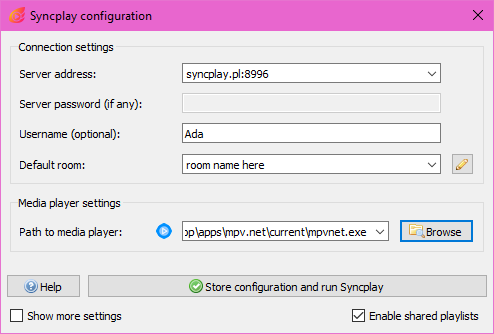 Syncplay configuration
Connection settings
Server address:
syncplay.pl:8996
Server password (if any):
Username (optional):
Ada
Default room:
room name here
Media player settings
Path to media player:
op\apps\mpv.net\current\mpvnet.exe
Browse
Help
Store configuration and run Syncplay
Show more settings
Enable shared playlists